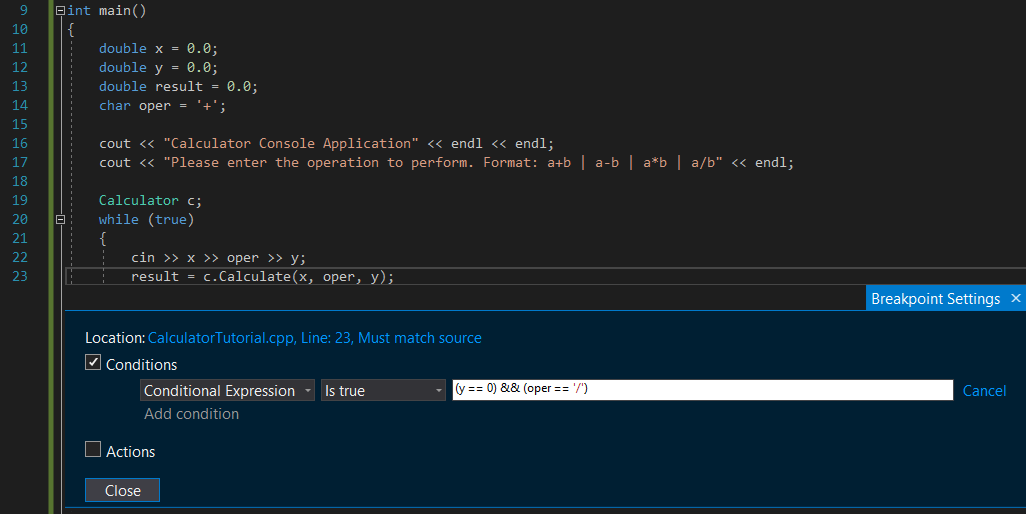 9 int main()
10 {
11 double x = 0.0;
12 double y = 0.0;
13 double result = 0.0;
14 char oper = '+';
15
16 cout << "Calculator Console Application" << endl << endl;
17 cout << "Please enter the operation to perform. Format: a+b | a-b | a*b | a/b" << endl;
18
19 Calculator c;
20 while (true)
21 {
22 cin >> x >> oper >> y;
23 result = c.Calculate(x, oper, y);
Breakpoint Settings ×
Location: CalculatorTutorial.cpp, Line: 23, Must match source
Conditions
Conditional Expression Is true (y == 0) && (oper == '/') Cancel
Add condition
Actions
Close